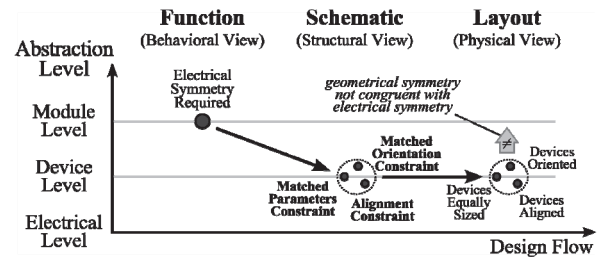 Function
(Behavioral View)
Schematic
(Structural View)
Layout
(Physical View)
Abstraction
Level
Module
Level
Device
Level
Electrical
Level
Electrical
Symmetry
Required
geometrical symmetry
not congruent with
electrical symmetry
≠
Matched
Orientation
Constraint
Matched
Parameters
Constraint
Alignment
Constraint
Devices
Equally
Sized
Devices
Oriented
Devices
Aligned
Design Flow